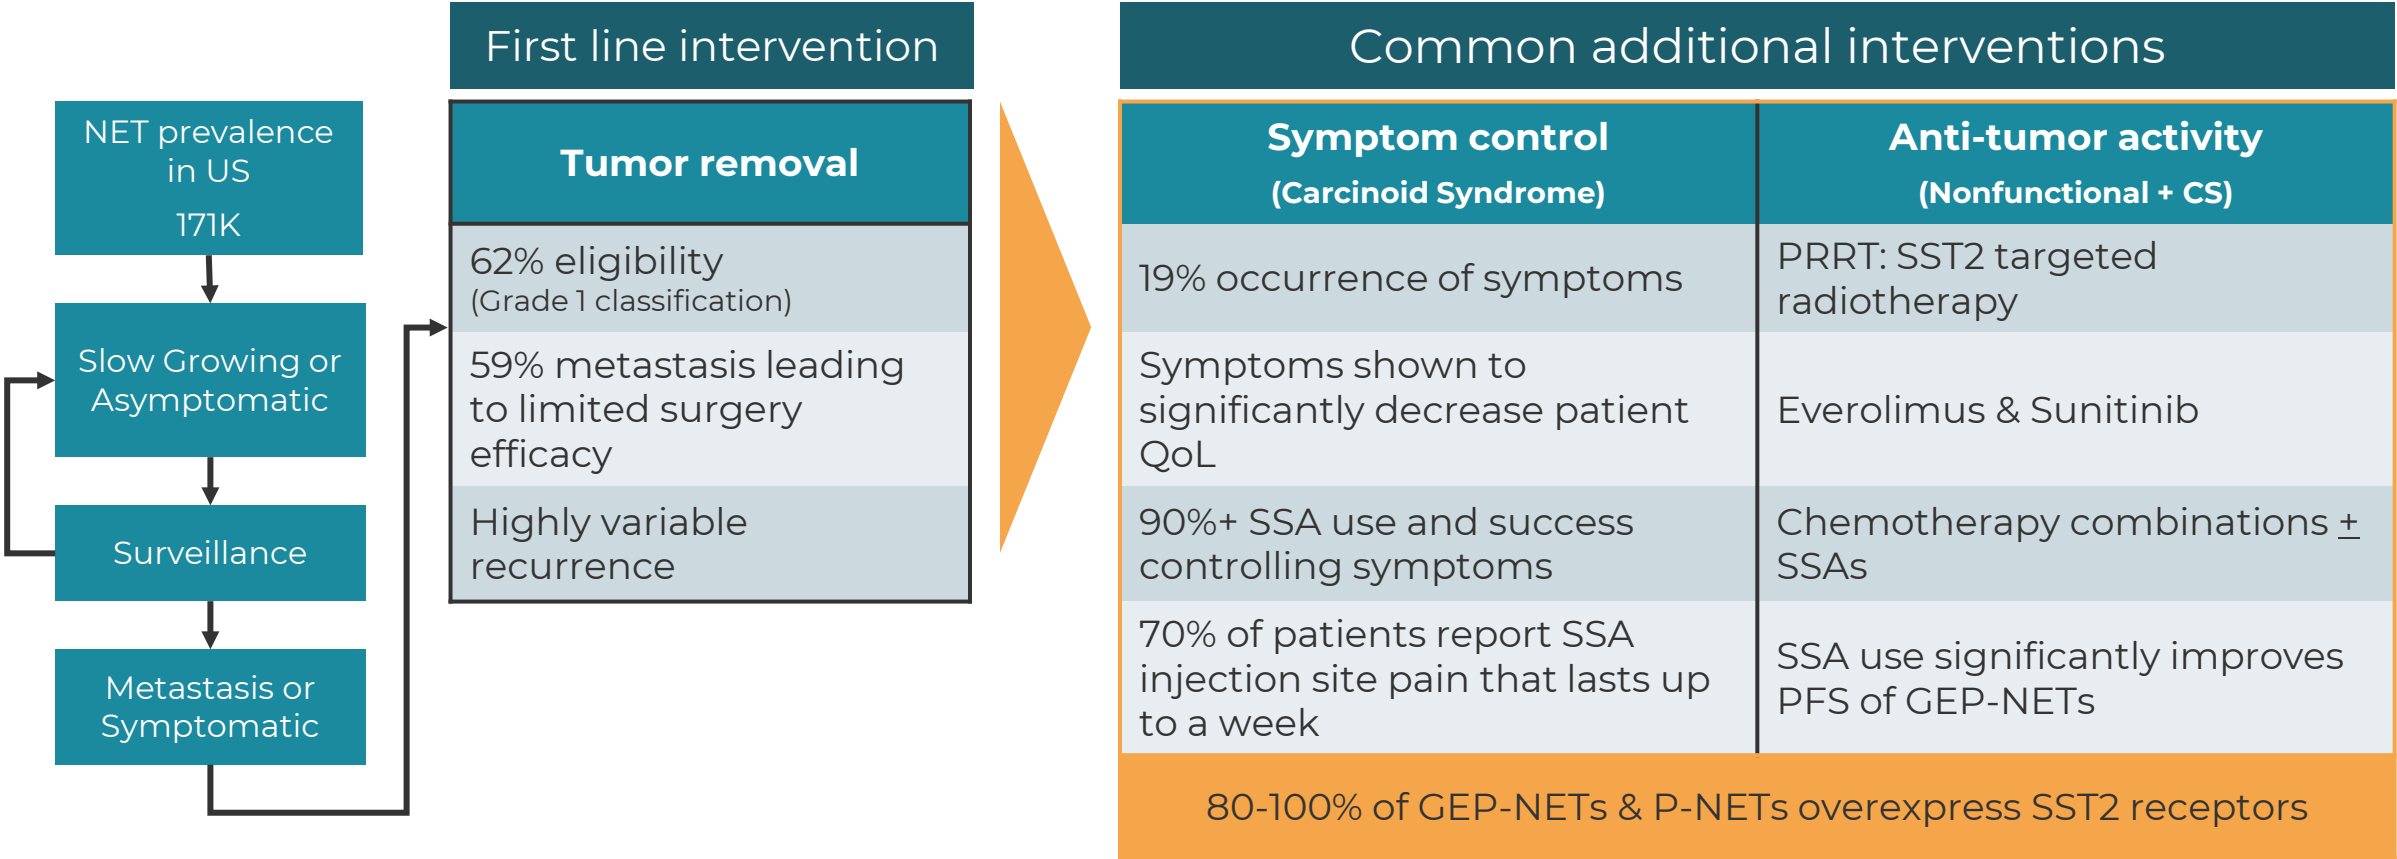 First line intervention
Common additional interventions
NET prevalence
in US
171K
Slow Growing or
Asymptomatic
Surveillance
Metastasis or
Symptomatic
Tumor removal
62% eligibility
(Grade 1 classification)
59% metastasis leading
to limited surgery
efficacy
Highly variable
recurrence
Symptom control
(Carcinoid Syndrome)
19% occurrence of symptoms
Symptoms shown to
significantly decrease patient
QoL
90%+ SSA use and success
controlling symptoms
70% of patients report SSA
injection site pain that lasts up
to a week
Anti-tumor activity
(Nonfunctional + CS)
PRRT: SST2 targeted
radiotherapy
Everolimus & Sunitinib
Chemotherapy combinations +
SSAs
SSA use significantly improves
PFS of GEP-NETs
80-100% of GEP-NETs & P-NETs overexpress SST2 receptors